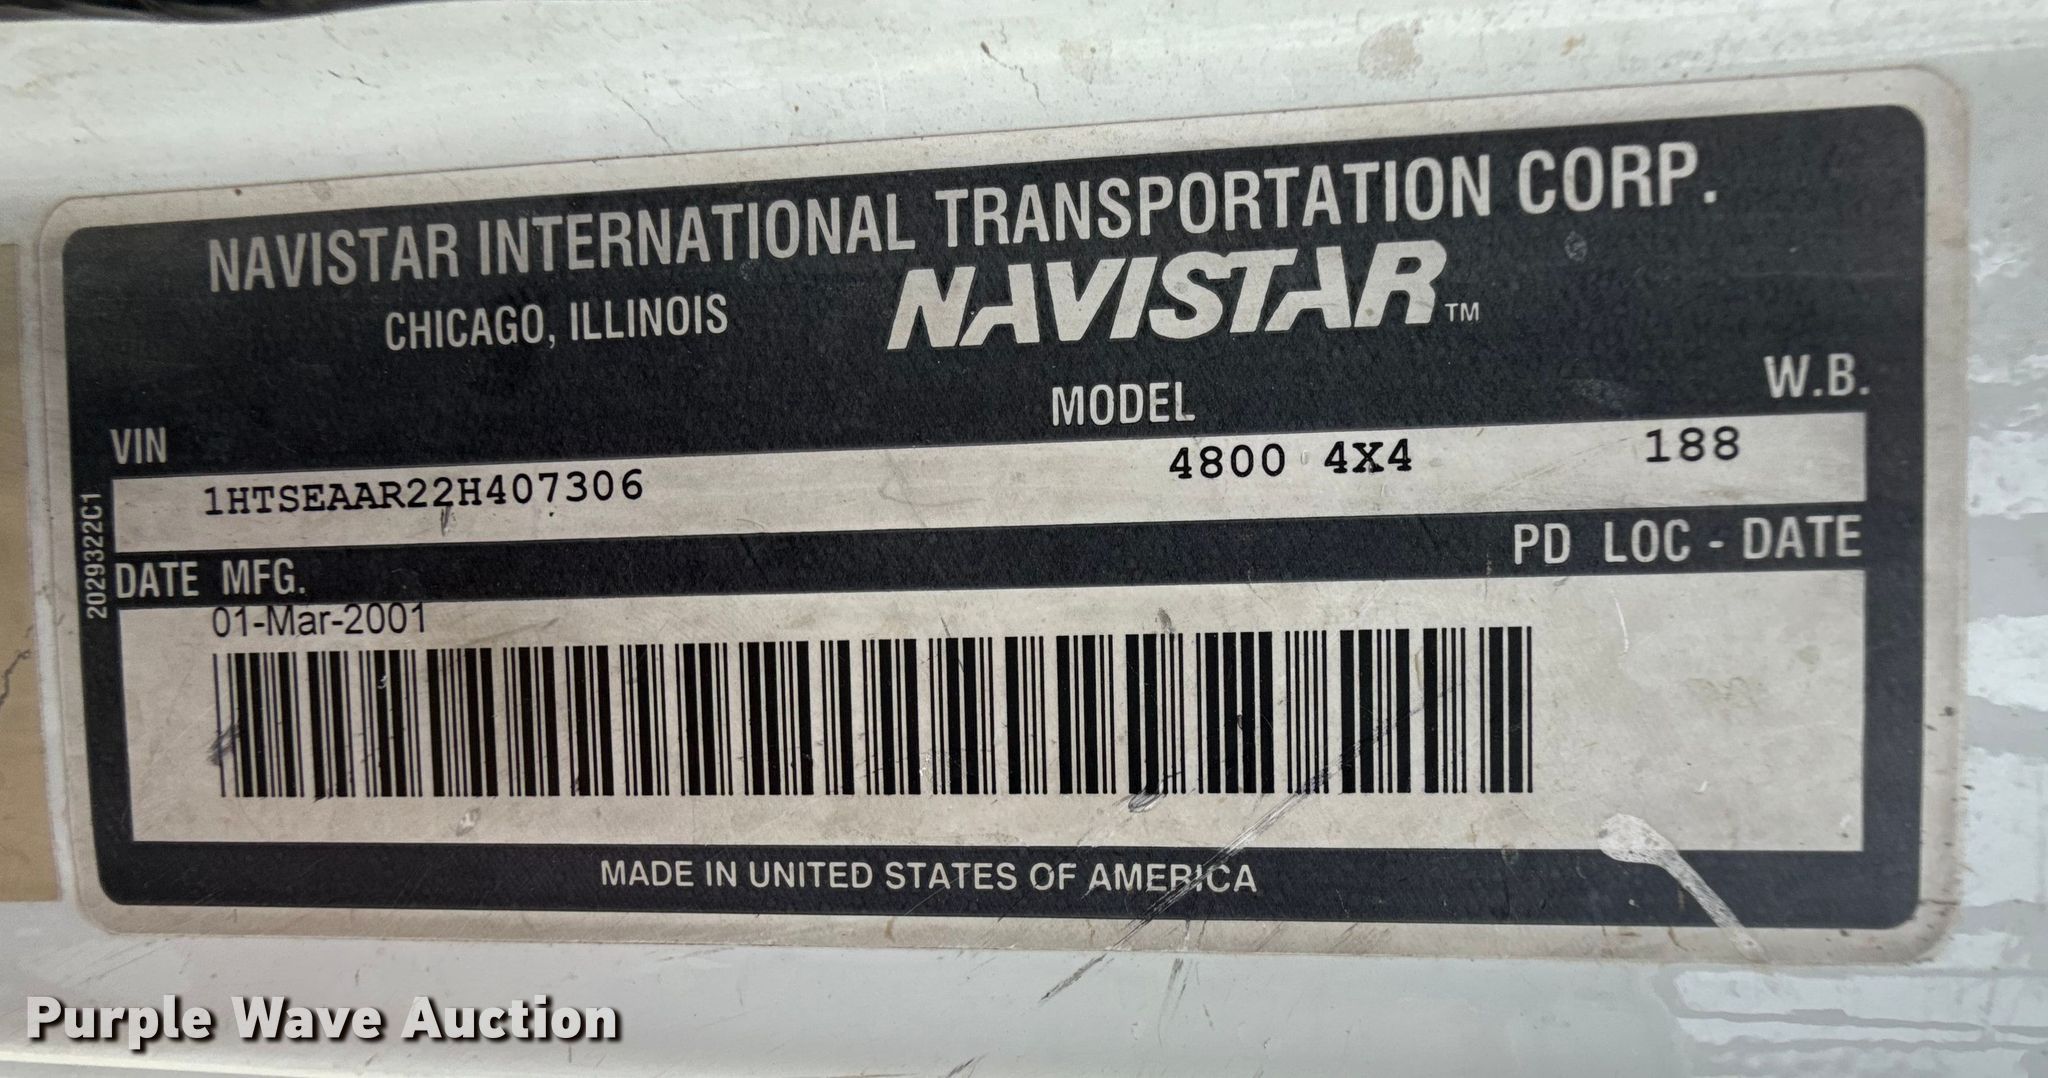 NAVISTAR INTERNATIONAL TRANSPORTATION CORP.
CHICAGO, ILLINOIS NAVISTAR™
VIN MODEL W.B.
1HTSEAAR22H407306 4800 4X4 188
2029322C1
DATE MFG. PD LOC - DATE
01-Mar-2001
MADE IN UNITED STATES OF AMERICA
Purple Wave Auction